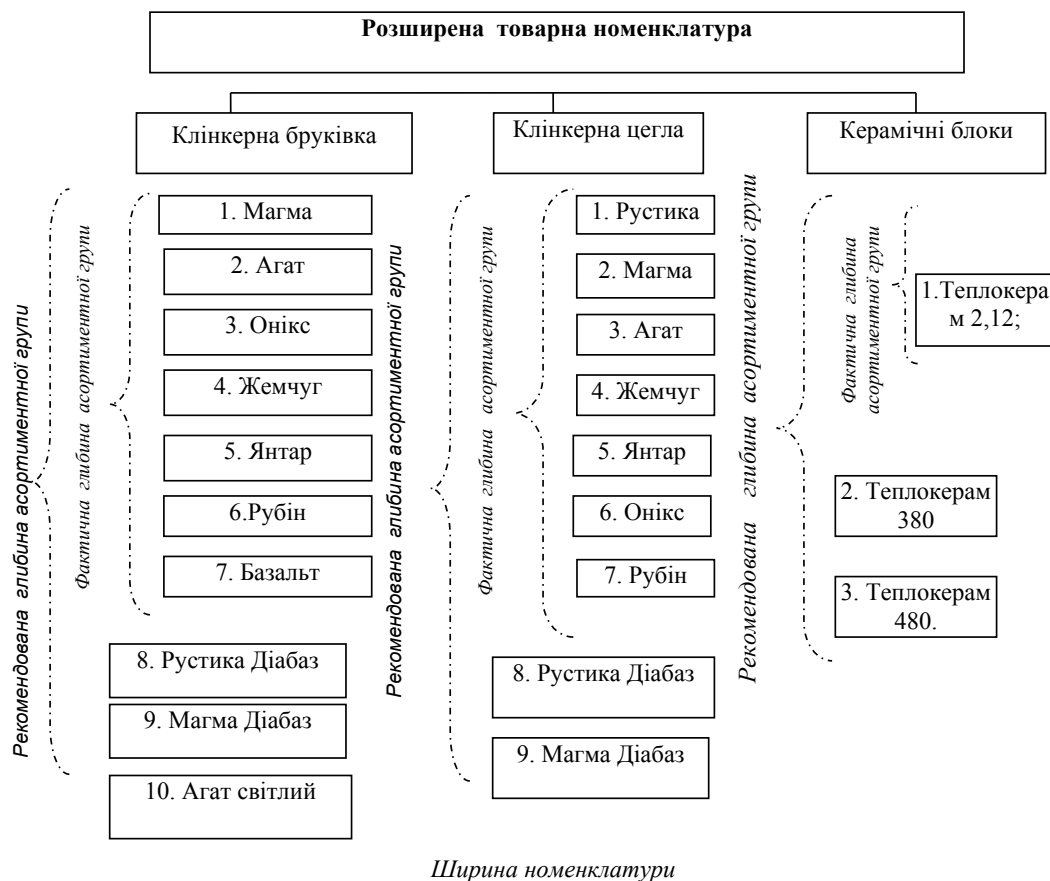 Розширена товарна номенклатура
Клінкерна бруківка
Клінкерна цегла
Керамічні блоки
Рекомендована глибина асортиментної групи
Фактична глибина асортиментної групи
1. Магма
2. Агат
3. Онікс
4. Жемчуг
5. Янтар
6.Рубін
7. Базальт
8. Рустика Діабаз
9. Магма Діабаз
10. Агат світлий
Рекомендована глибина асортиментної групи
Фактична глибина асортиментної групи
1. Рустика
2. Магма
3. Агат
4. Жемчуг
5. Янтар
6. Онікс
7. Рубін
8. Рустика Діабаз
9. Магма Діабаз
Рекомендована глибина асортиментної групи
Фактична глибина
асортиментної групи
1.Теплокера
м 2,12;
2. Теплокерам
380
3. Теплокерам
480.
Ширина номенклатури